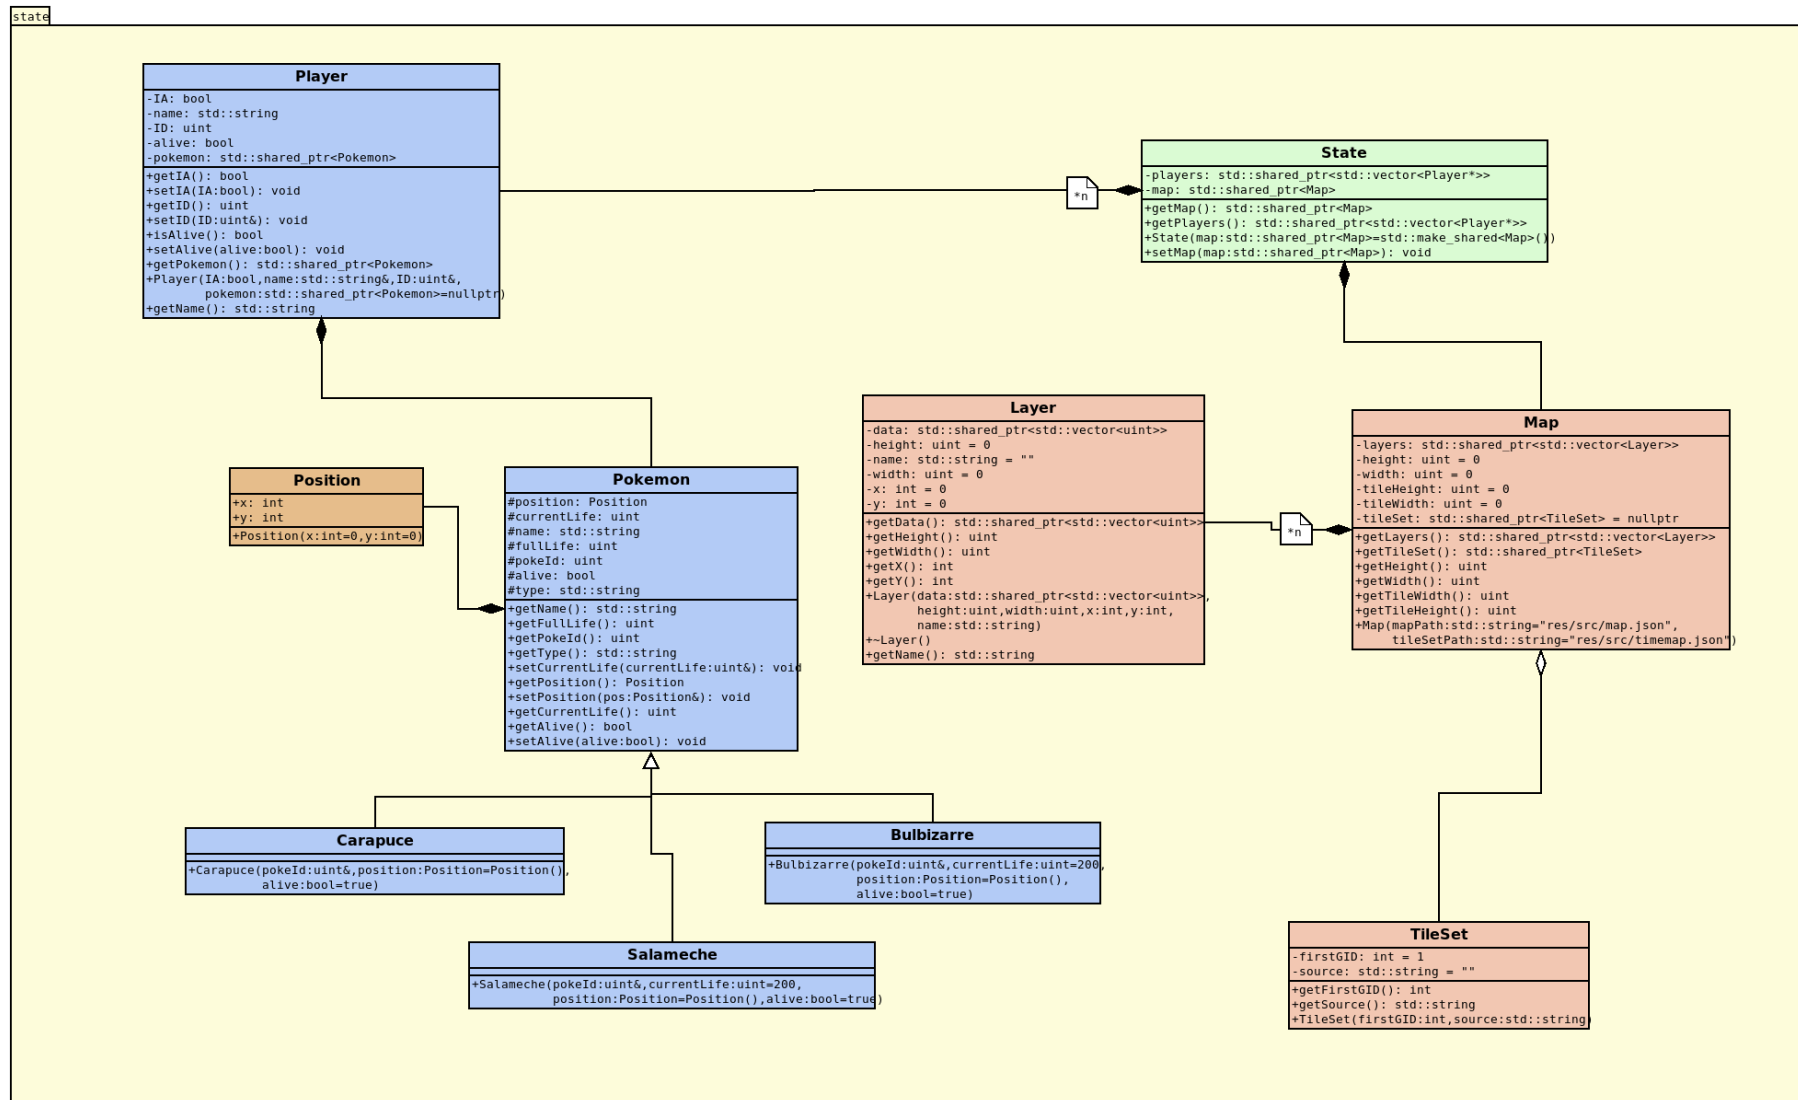 state
Player
-IA: bool
-name: std::string
-ID: uint
-alive: bool
-pokemon: std::shared_ptr<Pokemon>
+getIA(): bool
+setIA(IA:bool): void
+getID(): uint
+setID(ID:uint&): void
+isAlive(): bool
+setAlive(alive:bool): void
+getPokemon(): std::shared_ptr<Pokemon>
+Player(IA:bool,name:std::string&,ID:uint&,
pokemon:std::shared_ptr<Pokemon>=nullptr)
+getName(): std::string
*n
State
-players: std::shared_ptr<std::vector<Player*>>
-map: std::shared_ptr<Map>
+getMap(): std::shared_ptr<Map>
+getPlayers(): std::shared_ptr<std::vector<Player*>>
+State(map:std::shared_ptr<Map>=std::make_shared<Map>())
+setMap(map:std::shared_ptr<Map>): void
Position
+x: int
+y: int
+Position(x:int=0,y:int=0)
Pokemon
#position: Position
#currentLife: uint
#name: std::string
#fullLife: uint
#pokeId: uint
#alive: bool
#type: std::string
+getName(): std::string
+getFullLife(): uint
+getPokeId(): uint
+getType(): std::string
+setCurrentLife(currentLife:uint&): void
+getPosition(): Position
+setPosition(pos:Position&): void
+getCurrentLife(): uint
+getAlive(): bool
+setAlive(alive:bool): void
Layer
-data: std::shared_ptr<std::vector<uint>>
-height: uint = 0
-name: std::string = ""
-width: uint = 0
-x: int = 0
-y: int = 0
+getData(): std::shared_ptr<std::vector<uint>>
+getHeight(): uint
+getWidth(): uint
+getX(): int
+getY(): int
+Layer(data:std::shared_ptr<std::vector<uint>>,
height:uint,width:uint,x:int,y:int,
name:std::string)
+~Layer()
+getName(): std::string
*n
Map
-layers: std::shared_ptr<std::vector<Layer>>
-height: uint = 0
-width: uint = 0
-tileHeight: uint = 0
-tileWidth: uint = 0
-tileSet: std::shared_ptr<TileSet> = nullptr
+getLayers(): std::shared_ptr<std::vector<Layer>>
+getTileSet(): std::shared_ptr<TileSet>
+getHeight(): uint
+getWidth(): uint
+getTileWidth(): uint
+getTileHeight(): uint
+Map(mapPath:std::string="res/src/map.json",
tileSetPath:std::string="res/src/timemap.json")
Carapuce
+Carapuce(pokeId:uint&,position:Position=Position(),
alive:bool=true)
Bulbizarre
+Bulbizarre(pokeId:uint&,currentLife:uint=200,
position:Position=Position(),
alive:bool=true)
Salameche
+Salameche(pokeId:uint&,currentLife:uint=200,
position:Position=Position(),alive:bool=true)
TileSet
-firstGID: int = 1
-source: std::string = ""
+getFirstGID(): int
+getSource(): std::string
+TileSet(firstGID:int,source:std::string)